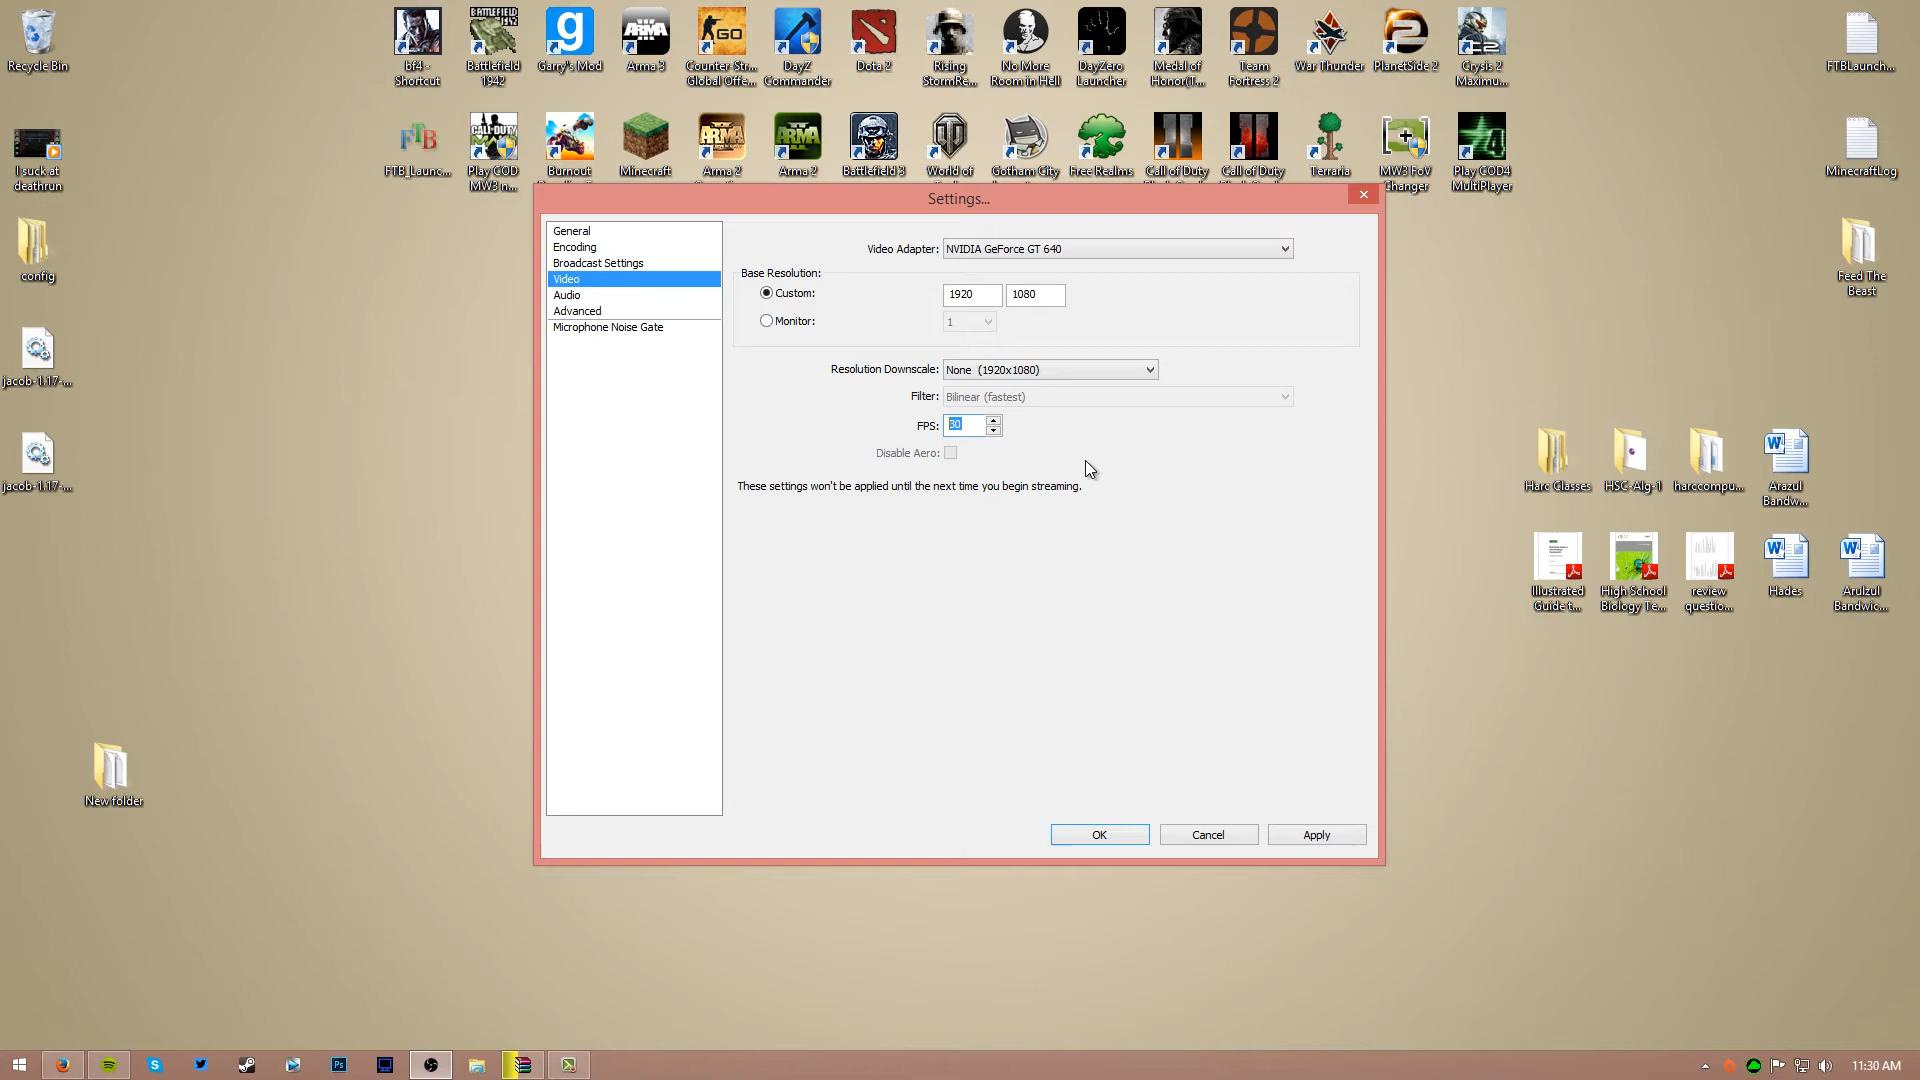 Recycle Bin
bf4 -
Shortcut
Battlefield
1942
Garry's Mod
Arma 3
Counter-Str...
Global Offe...
DayZ
Commander
Dota 2
Rising
StormRe...
No More
Room in Hell
DayZero
Launcher
Medal of
Honor(T...
Team
Fortress 2
War Thunder
PlanetSide 2
Crysis 2
Maximu...
FTBLaunch...
I suck at
deathrun
FTB_Launc...
Play COD
MW3 n...
Burnout
Minecraft
Arma 2
Arma 2
Battlefield 3
World of
Gotham City
Free Realms
Call of Duty
Call of Duty
Terraria
MW3 FoV
Changer
Play COD4
MultiPlayer
MinecraftLog
config
Feed The
Beast
jacob-1.17-...
jacob-1.17-...
New folder
Settings...
General
Encoding
Broadcast Settings
Video
Audio
Advanced
Microphone Noise Gate
Video Adapter:
NVIDIA GeForce GT 640
Base Resolution:
Custom:
1920
1080
Monitor:
1
Resolution Downscale:
None (1920x1080)
Filter:
Bilinear (fastest)
FPS:
30
Disable Aero:
These settings won't be applied until the next time you begin streaming.
OK
Cancel
Apply
Harc Classes
HSC-Alg-1
harccompu...
Arazul
Bandw...
Illustrated
Guide t...
High School
Biology Te...
review
questio...
Hades
Arulzul
Bandwic...
11:30 AM